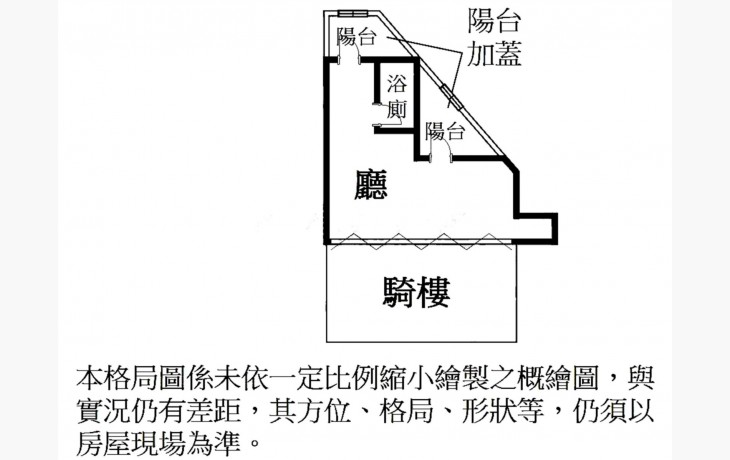 陽台
加蓋
陽台
浴
廁
陽台
廳
騎樓
本格局圖係未依一定比例縮小繪製之概繪圖，與
實況仍有差距，其方位、格局、形狀等，仍須以
房屋現場為準。